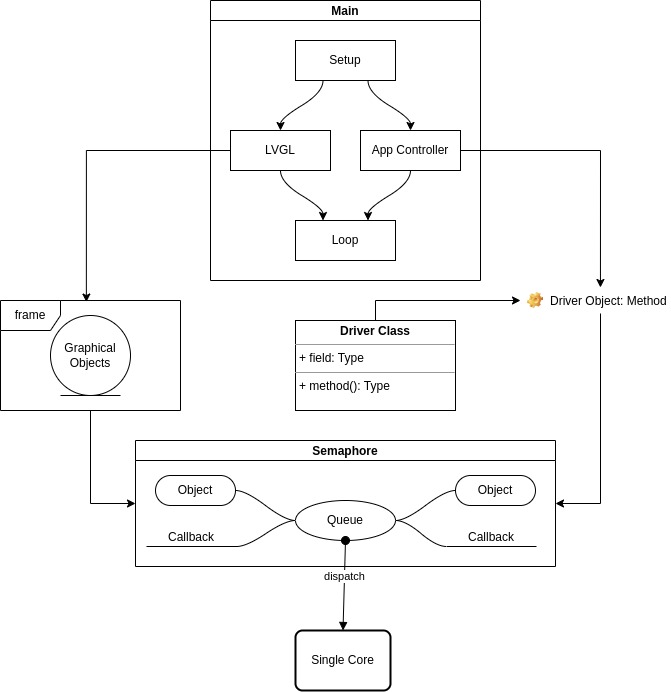 Main
Setup
LVGL
App Controller
Loop
frame
Graphical
Objects
Driver Object: Method
Driver Class
+ field: Type
+ method(): Type
Semaphore
Object
Object
Queue
Callback
Callback
dispatch
Single Core